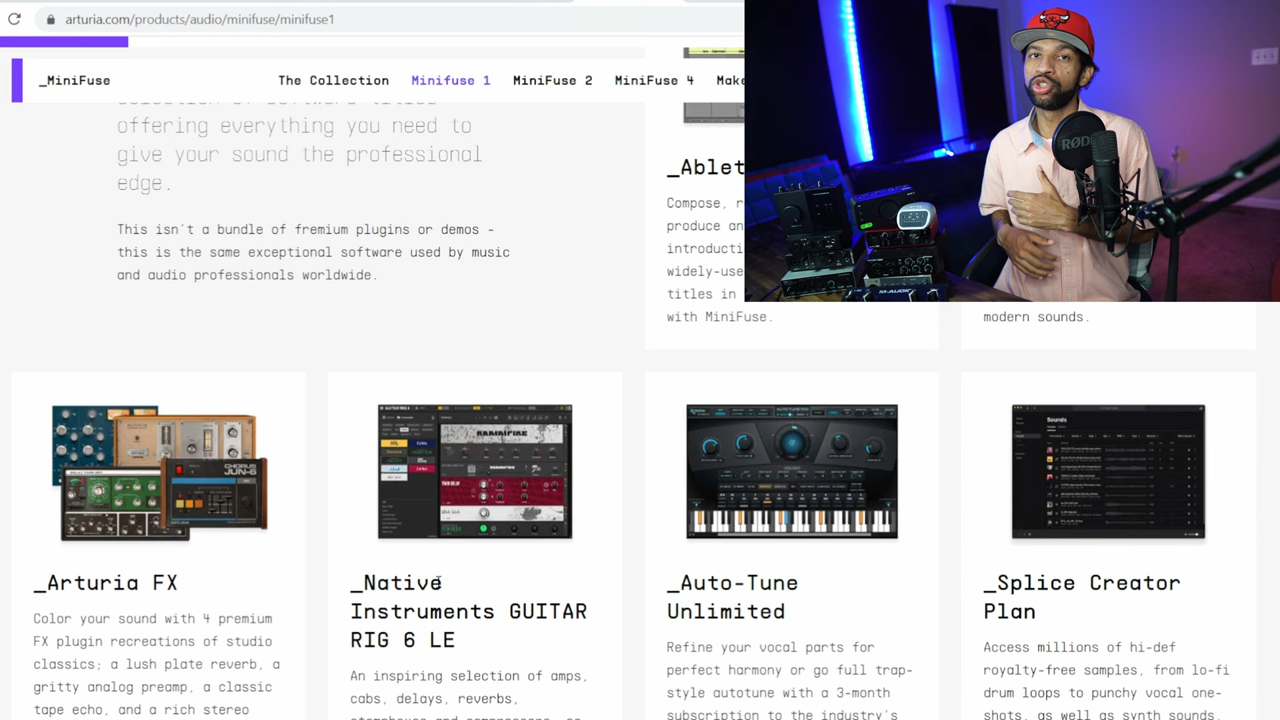 arturia.com/products/audio/minifuse/minifuse1
_MiniFuse
The Collection
Minifuse 1
MiniFuse 2
MiniFuse 4
offering everything you need to
give your sound the professional
edge.
This isn't a bundle of fremium plugins or demos -
this is the same exceptional software used by music
and audio professionals worldwide.
_Ablet
Compose, r
produce an
introducti
widely-use
titles in
with MiniFuse.
modern sounds.
RØDE
M-AUDIO
RAMMFIRE
CHORUS
JUN-6
Sounds
_Arturia FX
Color your sound with 4 premium
FX plugin recreations of studio
classics; a lush plate reverb, a
gritty analog preamp, a classic
tape echo, and a rich stereo
_Native
Instruments GUITAR
RIG 6 LE
An inspiring selection of amps,
cabs, delays, reverbs,
_Auto-Tune
Unlimited
Refine your vocal parts for
perfect harmony or go full trap-
style autotune with a 3-month
subscription to the industry's
_Splice Creator
Plan
Access millions of hi-def
royalty-free samples, from lo-fi
drum loops to punchy vocal one-
shots, as well as synth sounds,